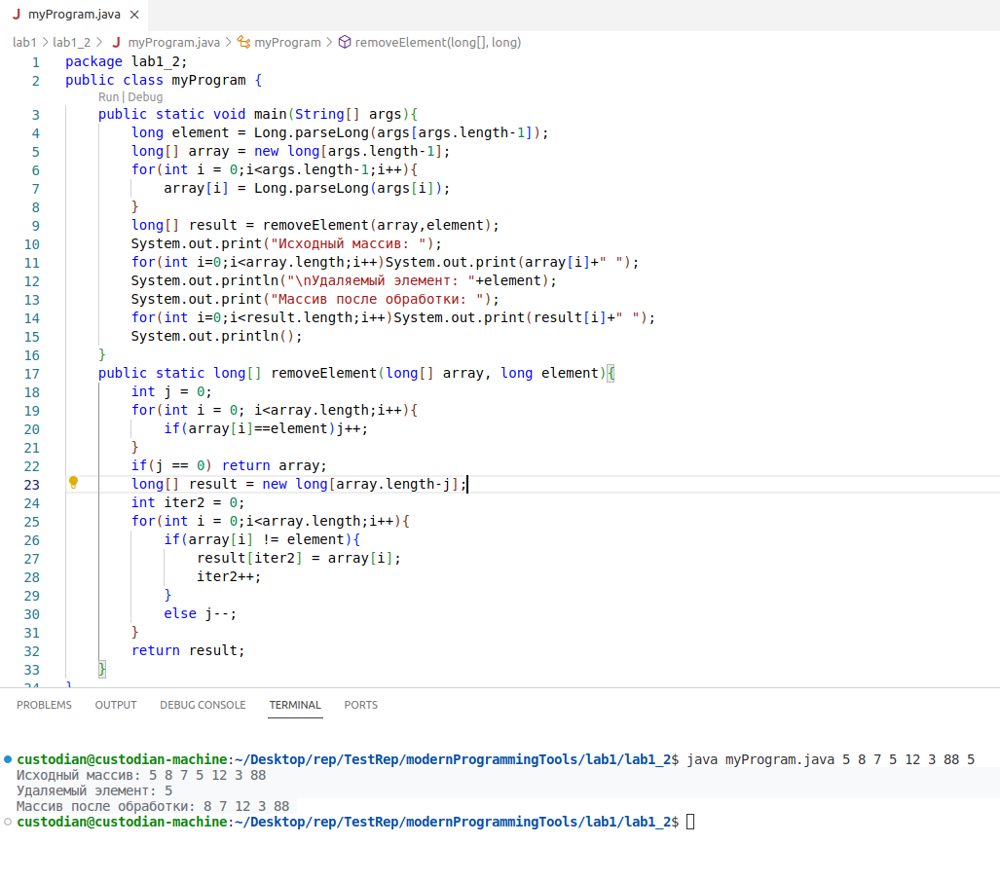 J myProgram.java ×
lab1 > lab1_2 > J myProgram.java > myProgram > removeElement(long[], long)
1 package lab1_2;
2 public class myProgram {
Run | Debug
3 public static void main(String[] args){
4 long element = Long.parseLong(args[args.length-1]);
5 long[] array = new long[args.length-1];
6 for(int i = 0;i<args.length-1;i++){
7 array[i] = Long.parseLong(args[i]);
8 }
9 long[] result = removeElement(array,element);
10 System.out.print("Исходный массив: ");
11 for(int i=0;i<array.length;i++)System.out.print(array[i]+" ");
12 System.out.println("\nУдаляемый элемент: "+element);
13 System.out.print("Массив после обработки: ");
14 for(int i=0;i<result.length;i++)System.out.print(result[i]+" ");
15 System.out.println();
16 }
17 public static long[] removeElement(long[] array, long element){
18 int j = 0;
19 for(int i = 0; i<array.length;i++){
20 if(array[i]==element)j++;
21 }
22 if(j == 0) return array;
23 long[] result = new long[array.length-j];
24 int iter2 = 0;
25 for(int i = 0;i<array.length;i++){
26 if(array[i] != element){
27 result[iter2] = array[i];
28 iter2++;
29 }
30 else j--;
31 }
32 return result;
33 }
34 }
PROBLEMS OUTPUT DEBUG CONSOLE TERMINAL PORTS
custodian@custodian-machine:~/Desktop/rep/TestRep/modernProgrammingTools/lab1/lab1_2$ java myProgram.java 5 8 7 5 12 3 88 5
Исходный массив: 5 8 7 5 12 3 88
Удаляемый элемент: 5
Массив после обработки: 8 7 12 3 88
custodian@custodian-machine:~/Desktop/rep/TestRep/modernProgrammingTools/lab1/lab1_2$